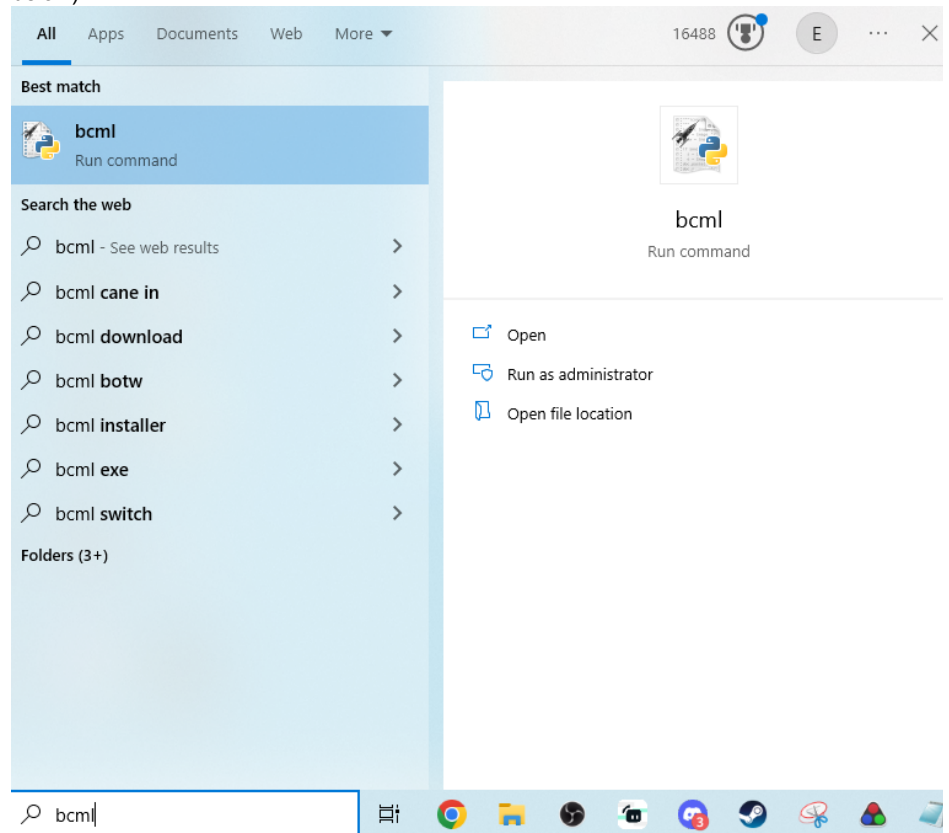 All Apps Documents Web More 16488 E ...
Best match
bcml
Run command
Search the web
bcml - See web results
bcml cane in
bcml download
bcml botw
bcml installer
bcml exe
bcml switch
Folders (3+)
bcml
Run command
Open
Run as administrator
Open file location
bcml
3